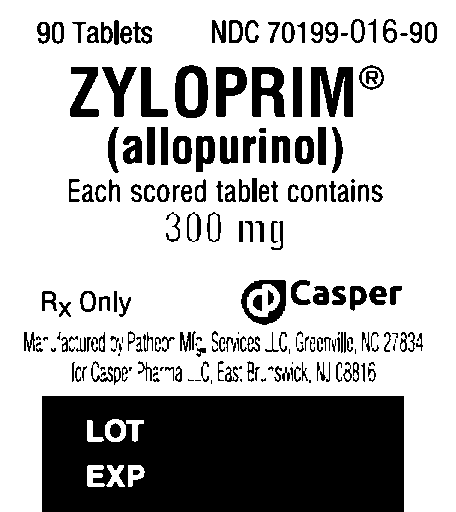 90 Tablets NDC 70199-016-90
ZYLOPRIM®
(allopurinol)
Each scored tablet contains
300 mg
Rx Only Casper
Manufactured by Patheon Mfg. Services LLC, Greenville, NC 27834
for Casper Pharma LLC, East Brunswick, NJ 08816
LOT
EXP